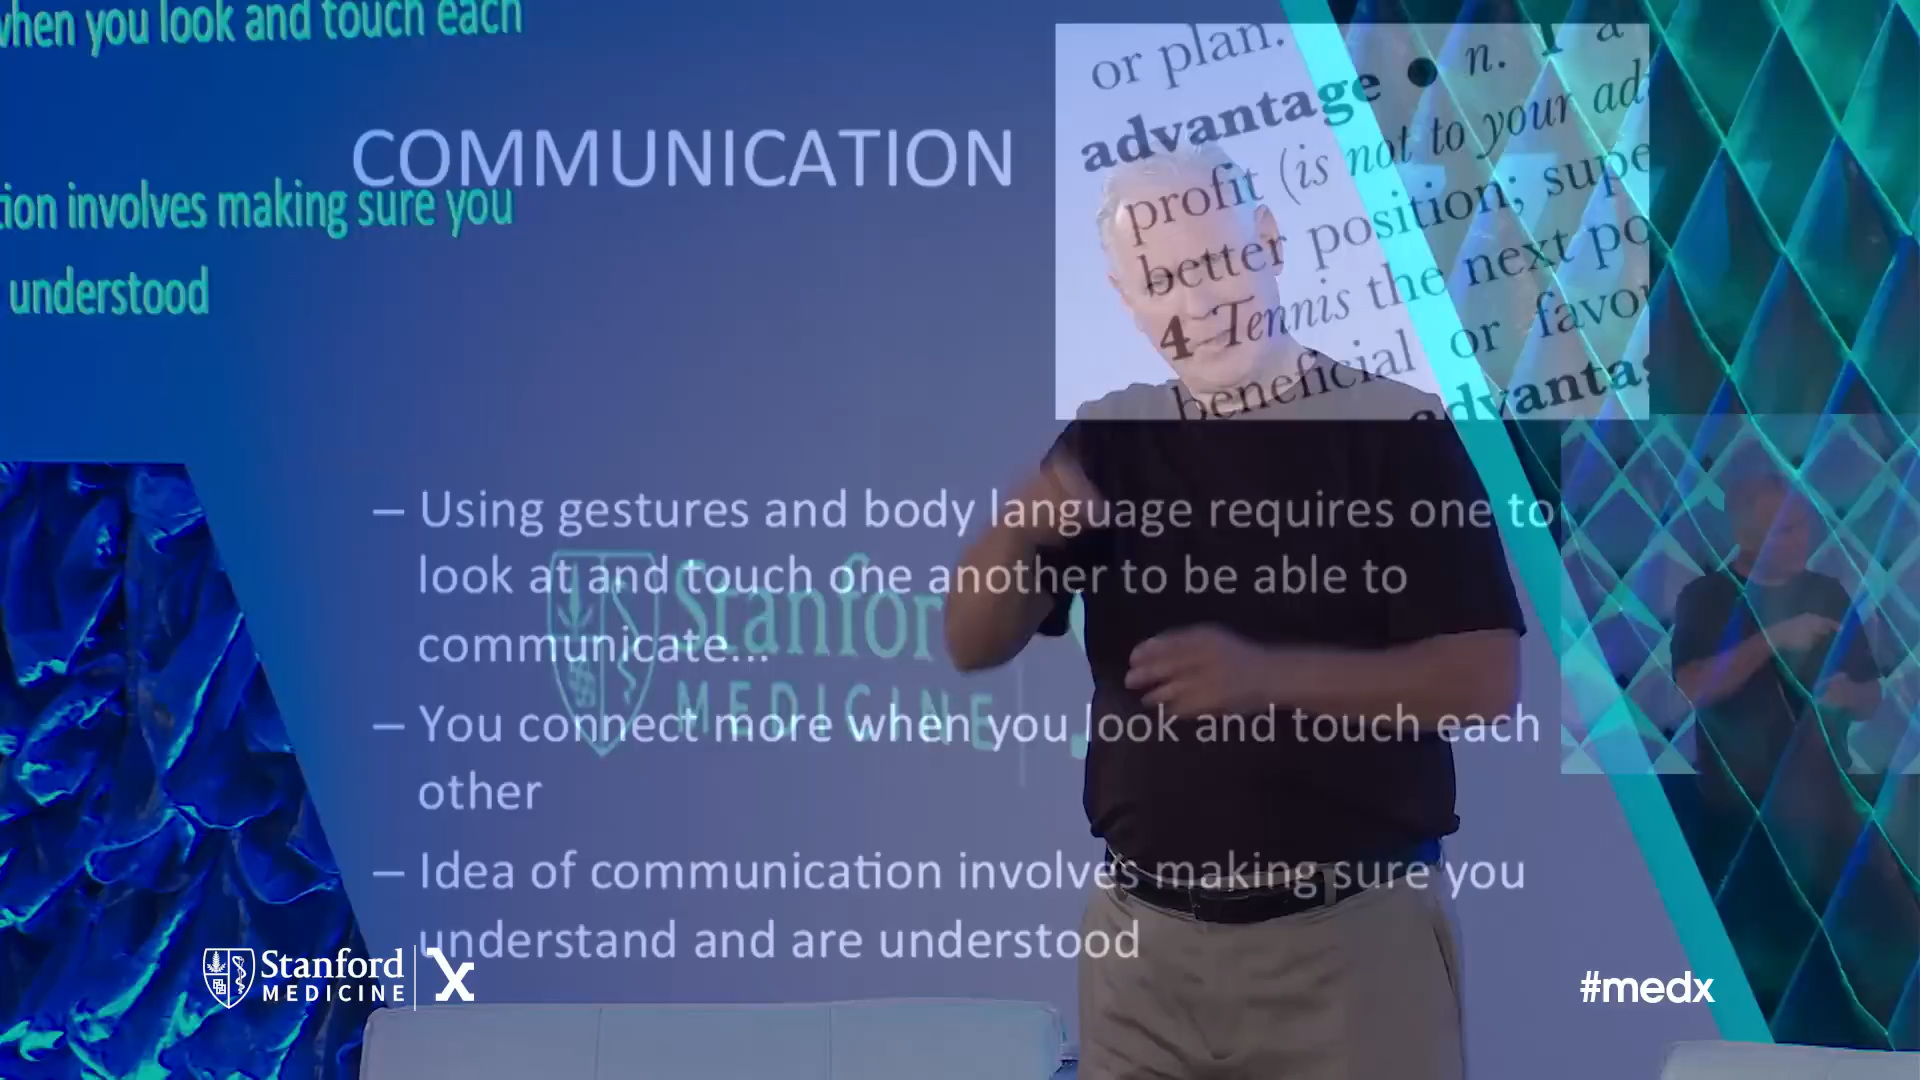 when you look and touch each
tion involves making sure you
understood
COMMUNICATION
or plan.
advantage • n. 1 a
profit (is not to your ad
better position; supe
4 Tennis the next po
beneficial or favou
advantag
– Using gestures and body language requires one to
look at and touch one another to be able to
communicate...
– You connect more when you look and touch each
other
– Idea of communication involves making sure you
understand and are understood
Stanford
MEDICINE
Stanford
MEDICINE
X
#medx